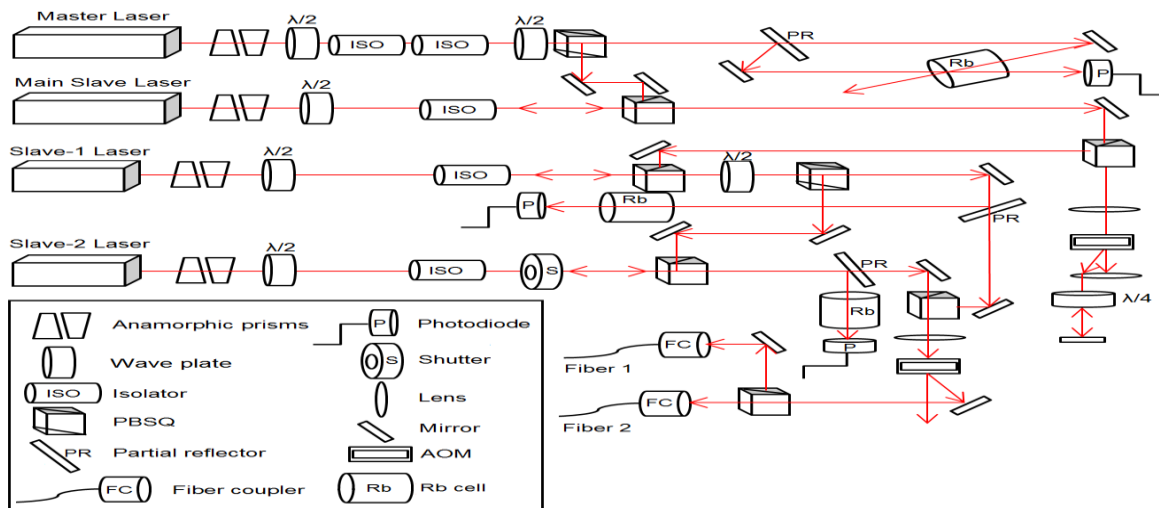 Master Laser
λ/2
λ/2
ISO
ISO
PR
Rb
P
Main Slave Laser
λ/2
ISO
Slave-1 Laser
λ/2
λ/2
ISO
P
Rb
PR
Slave-2 Laser
λ/2
ISO
S
PR
λ/4
Rb
P
FC
Fiber 1
FC
Fiber 2
Anamorphic prisms
P
Photodiode
Wave plate
S
Shutter
ISO
Isolator
Lens
PBSQ
Mirror
PR
Partial reflector
AOM
FC
Fiber coupler
Rb
Rb cell